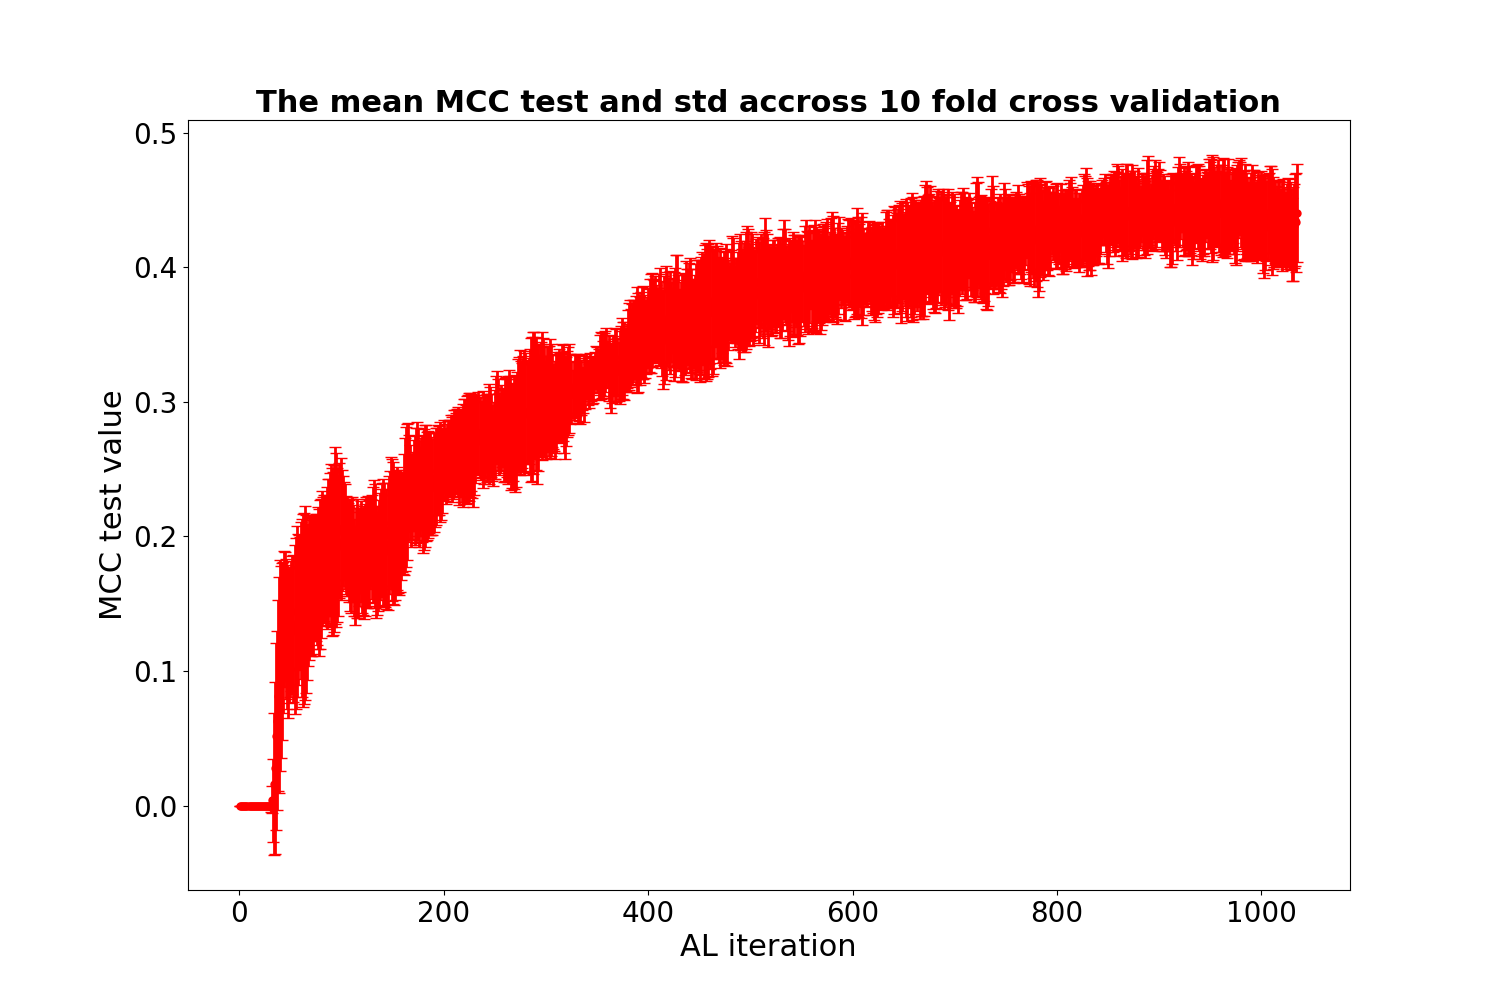 The mean MCC test and std accross 10 fold cross validation
0.5
0.4
0.3
0.2
0.1
0.0
MCC test value
0 200 400 600 800 1000
AL iteration